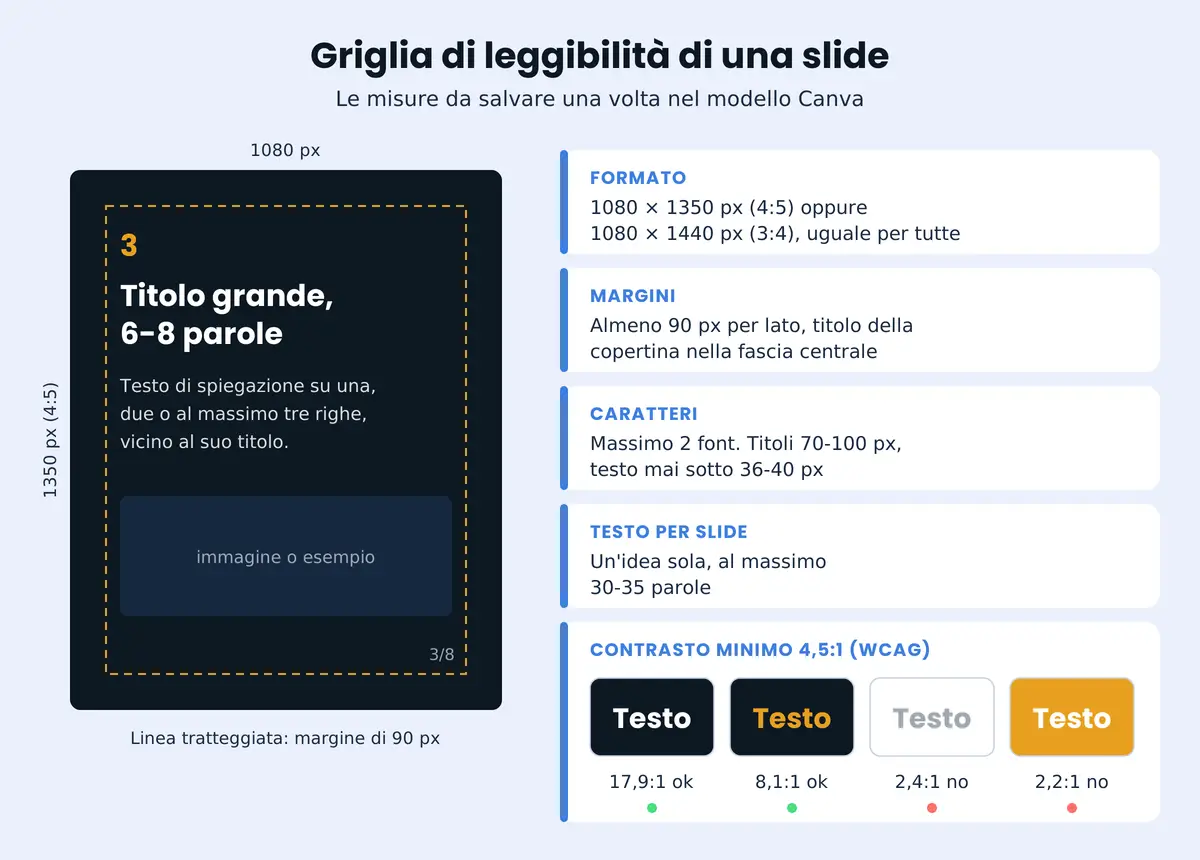 Griglia di leggibilità di una slide
Le misure da salvare una volta nel modello Canva
1080 px
1350 px (4:5)
3
Titolo grande,
6–8 parole
Testo di spiegazione su una,
due o al massimo tre righe,
vicino al suo titolo.
immagine o esempio
3/8
Linea tratteggiata: margine di 90 px
FORMATO
1080 × 1350 px (4:5) oppure
1080 × 1440 px (3:4), uguale per tutte
MARGINI
Almeno 90 px per lato, titolo della
copertina nella fascia centrale
CARATTERI
Massimo 2 font. Titoli 70-100 px,
testo mai sotto 36-40 px
TESTO PER SLIDE
Un'idea sola, al massimo
30-35 parole
CONTRASTO MINIMO 4,5:1 (WCAG)
Testo Testo Testo Testo
17,9:1 ok 8,1:1 ok 2,4:1 no 2,2:1 no